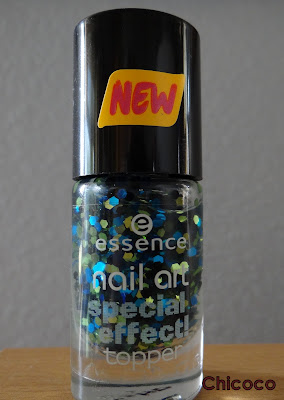 NEW
essence
nail art
special
effect!
topper
Chicoco